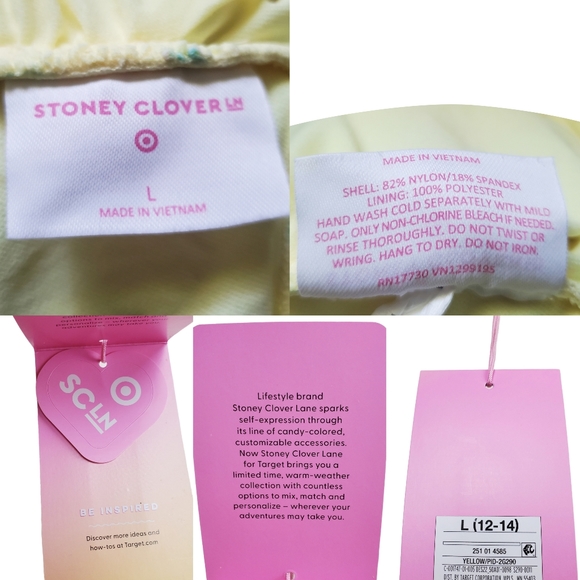 STONEY CLOVER LN
L
MADE IN VIETNAM
MADE IN VIETNAM
SHELL: 82% NYLON/18% SPANDEX
LINING: 100% POLYESTER
HAND WASH COLD SEPARATELY WITH MILD
SOAP. ONLY NON-CHLORINE BLEACH IF NEEDED.
RINSE THOROUGHLY. DO NOT TWIST OR
WRING. HANG TO DRY. DO NOT IRON.
RN17730 VN1299195
SCLN
BE INSPIRED
Discover more ideas and
how-tos at Target.com
Lifestyle brand
Stoney Clover Lane sparks
self-expression through
its line of candy-colored,
customizable accessories.
Now Stoney Clover Lane
for Target brings you a
limited time, warm-weather
collection with countless
options to mix, match and
personalize – wherever your
adventures may take you.
L (12-14)
251 01 4585
YELLOW/PID-2G290